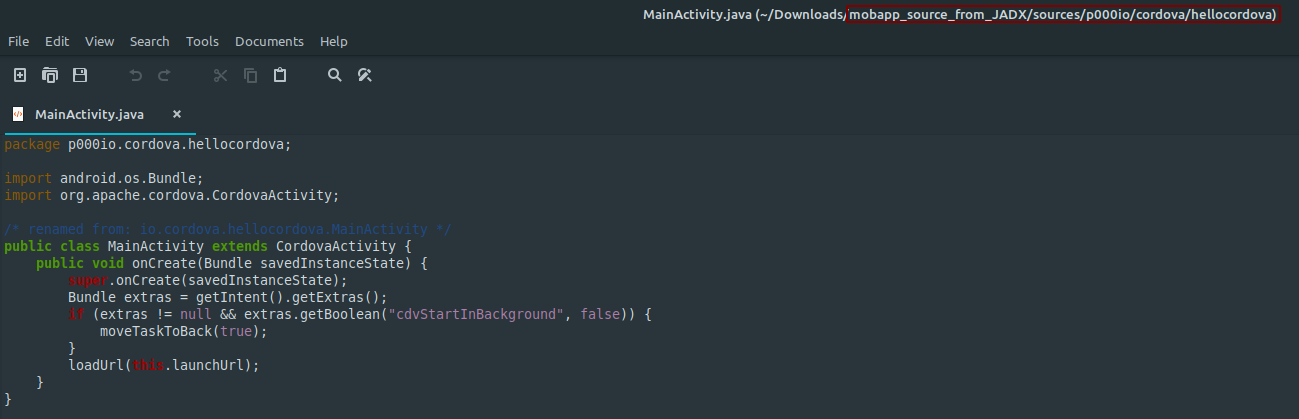 MainActivity.java (~/Downloads/mobapp_source_from_JADX/sources/p000io/cordova/hellocordova)
File Edit View Search Tools Documents Help
MainActivity.java ×
package p000io.cordova.hellocordova;

import android.os.Bundle;
import org.apache.cordova.CordovaActivity;

/* renamed from: io.cordova.hellocordova.MainActivity */
public class MainActivity extends CordovaActivity {
    public void onCreate(Bundle savedInstanceState) {
        super.onCreate(savedInstanceState);
        Bundle extras = getIntent().getExtras();
        if (extras != null && extras.getBoolean("cdvStartInBackground", false)) {
            moveTaskToBack(true);
        }
        loadUrl(this.launchUrl);
    }
}